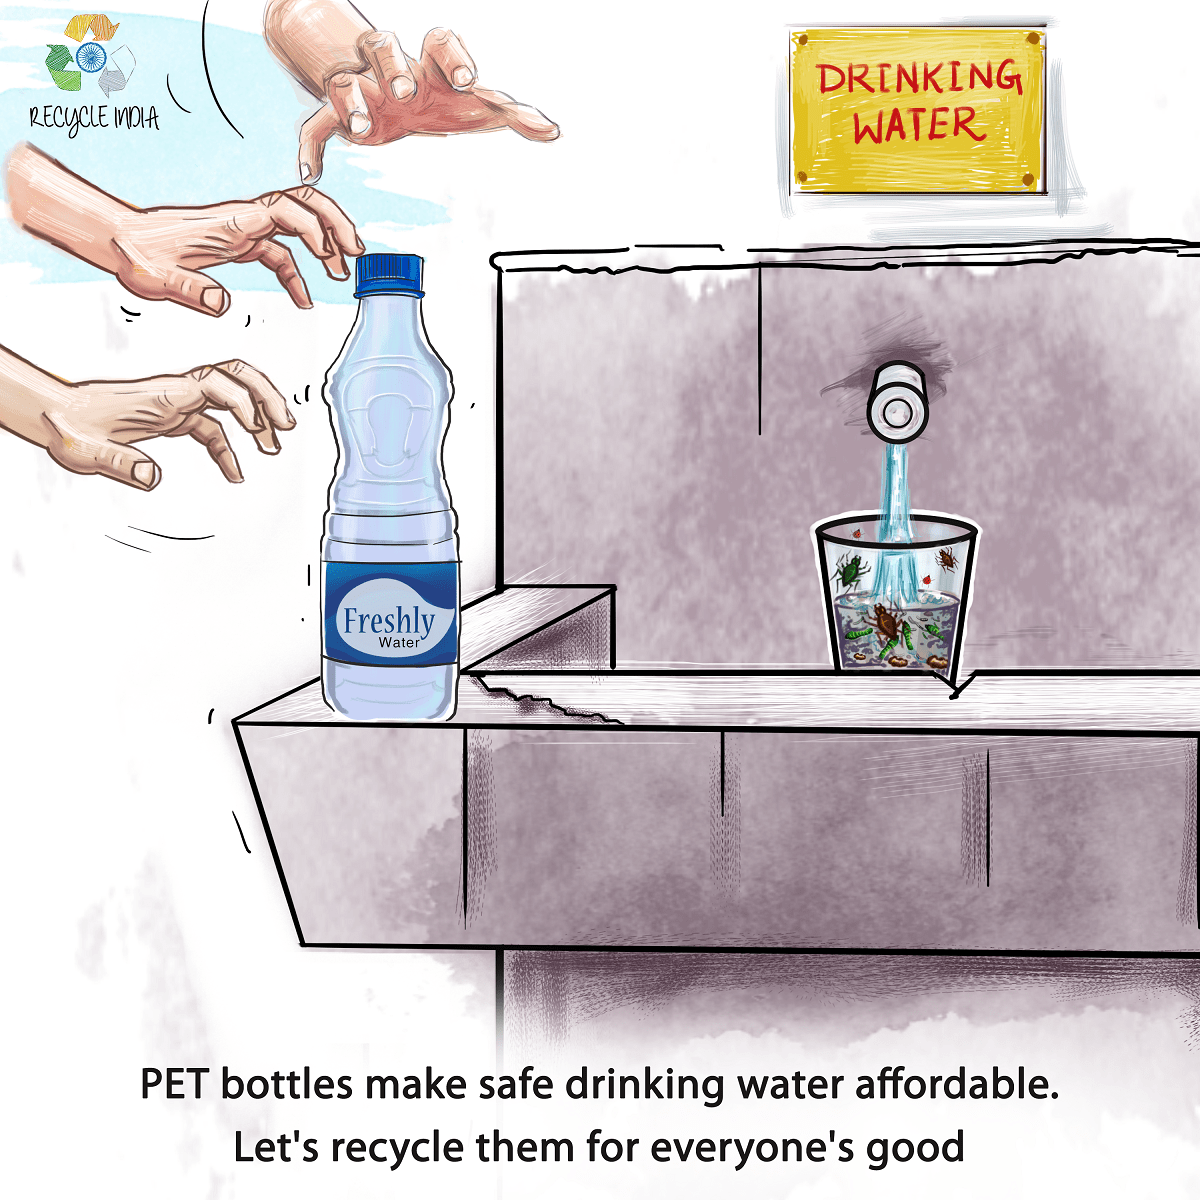 RECYCLE INDIA
DRINKING
WATER
Freshly
Water
PET bottles make safe drinking water affordable.
Let's recycle them for everyone's good